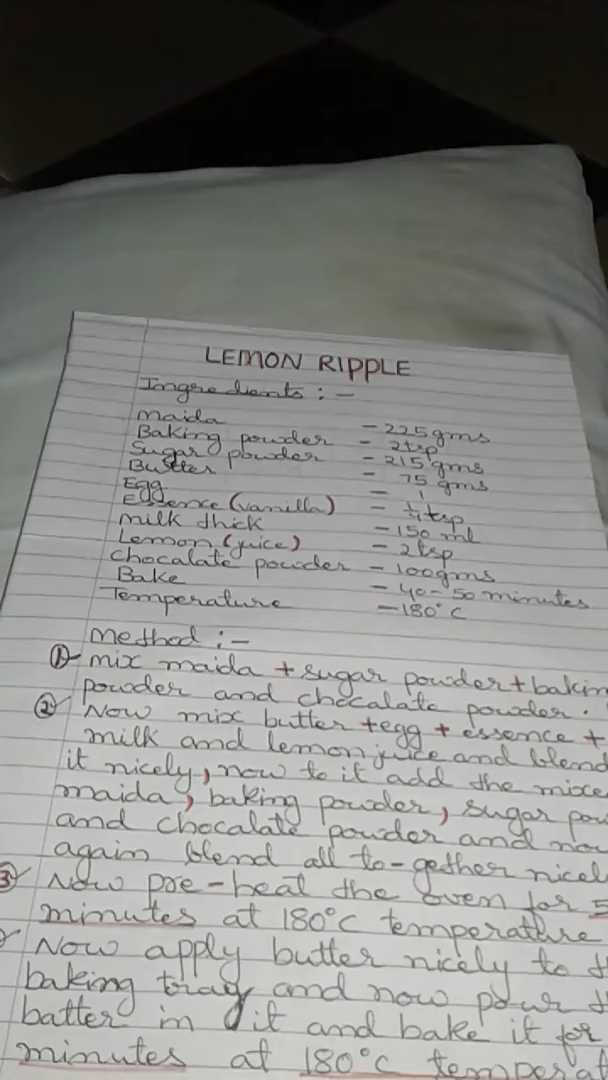 LEMON RIPPLE
Ingredients :-
Maida - 225 gms
Baking powder - 2 tsp
Sugar powder - 215 gms
Butter - 75 gms
Egg - 1
Essence (vanilla) - 1/4 tsp
Milk thick - 150 ml
Lemon (juice) - 2 tsp
Chocalate powder - 100gms
Bake - 40-50 minutes
Temperature - 180°C
Method :-
① Mix maida + sugar powder + bakin
powder and chocalate powder.
② Now mix butter + egg + essence +
milk and lemon juice and blend
it nicely, now to it add the mixe
maida, baking powder, sugar pow
and chocalate powder and now
again blend all to-gether nicel
③ Now pre-heat the oven for 5
minutes at 180°C temperature
Now apply butter nicely to th
baking tray and now pour th
batter in it and bake it for
minutes at 180°C temperat